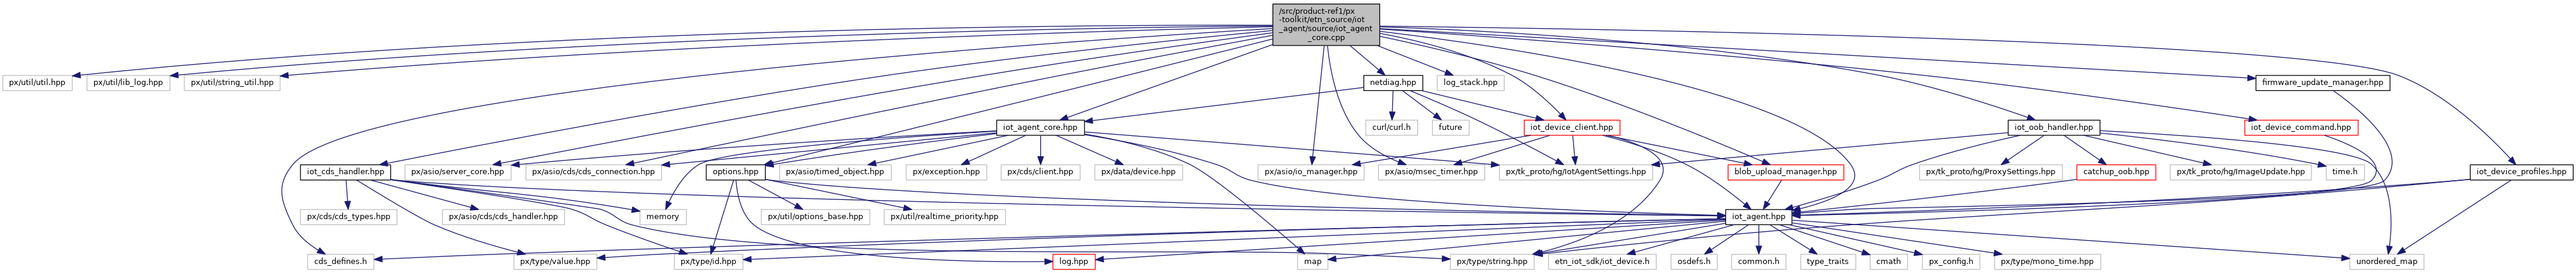 /src/product-ref1/px
-toolkit/etn_source/iot
_agent/source/iot_agent
_core.cpp
px/util/util.hpp
px/util/lib_log.hpp
px/util/string_util.hpp
netdiag.hpp
log_stack.hpp
firmware_update_manager.hpp
iot_agent_core.hpp
curl/curl.h
future
iot_device_client.hpp
iot_oob_handler.hpp
iot_device_command.hpp
iot_cds_handler.hpp
px/asio/server_core.hpp
px/asio/cds/cds_connection.hpp
options.hpp
px/asio/timed_object.hpp
px/exception.hpp
px/cds/client.hpp
px/data/device.hpp
px/asio/io_manager.hpp
px/asio/msec_timer.hpp
px/tk_proto/hg/IotAgentSettings.hpp
blob_upload_manager.hpp
px/tk_proto/hg/ProxySettings.hpp
catchup_oob.hpp
px/tk_proto/hg/ImageUpdate.hpp
time.h
iot_device_profiles.hpp
px/cds/cds_types.hpp
px/asio/cds/cds_handler.hpp
memory
px/util/options_base.hpp
px/util/realtime_priority.hpp
iot_agent.hpp
cds_defines.h
px/type/value.hpp
px/type/id.hpp
px/type/string.hpp
log.hpp
map
etn_iot_sdk/iot_device.h
osdefs.h
common.h
type_traits
cmath
px_config.h
px/type/mono_time.hpp
unordered_map